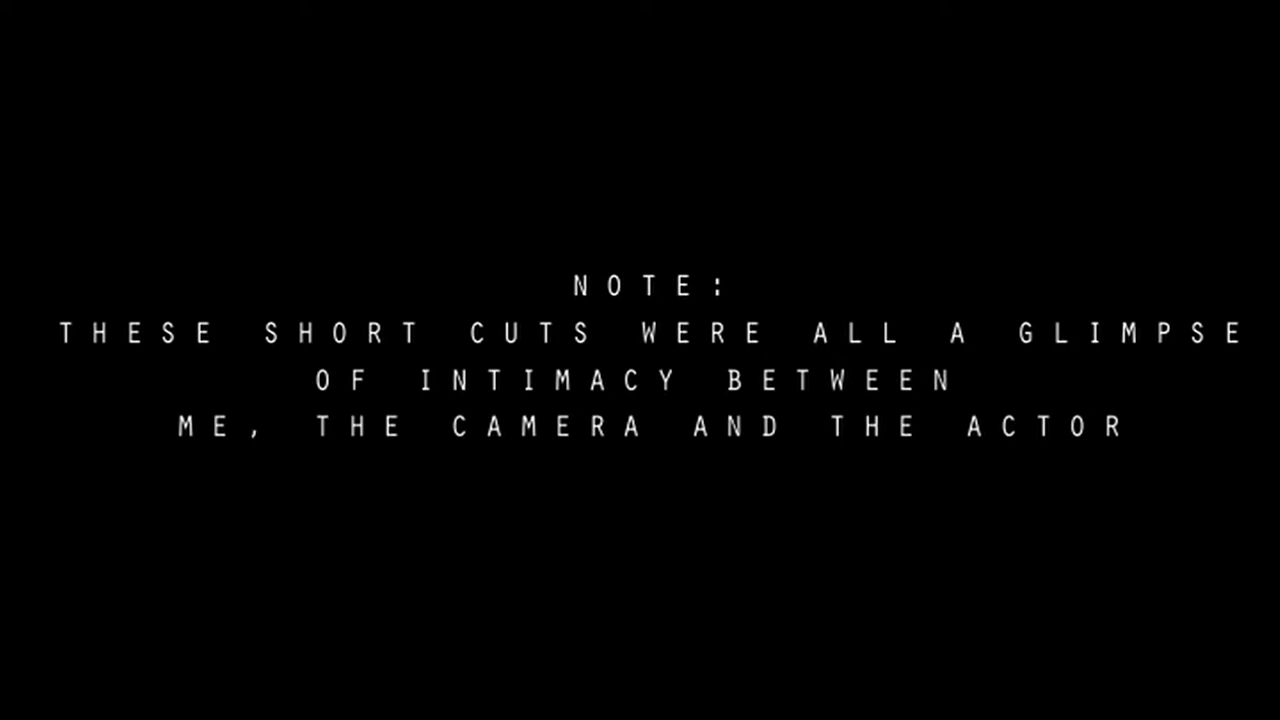 NOTE:
THESE SHORT CUTS WERE ALL A GLIMPSE
OF INTIMACY BETWEEN
ME, THE CAMERA AND THE ACTOR